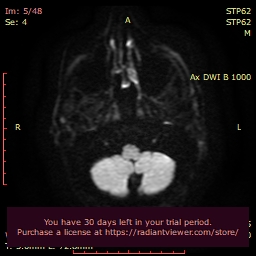 Im: 5/48
Se: 4
STP62
STP62
M
A
Ax DWI B 1000
R
L
You have 30 days left in your trial period.
Purchase a license at https://radiantviewer.com/store/